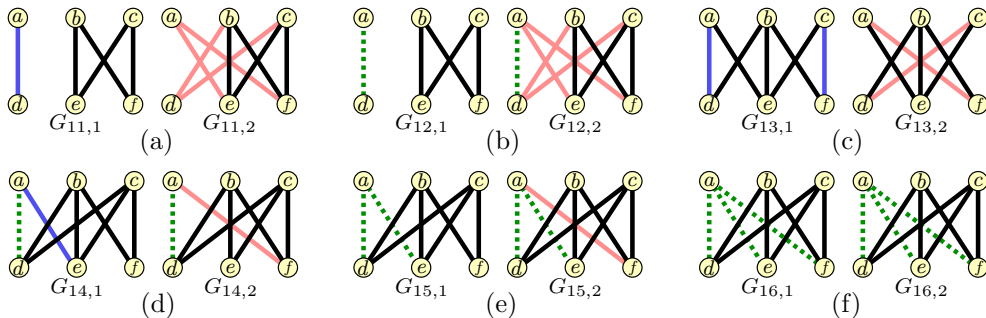 a b c a b c a b c a b c a b c a b c
d e f d e f d e f d e f d e f d e f
G11,1 G11,2 G12,1 G12,2 G13,1 G13,2
(a) (b) (c)
a b c a b c a b c a b c a b c a b c
d e f d e f d e f d e f d e f d e f
G14,1 G14,2 G15,1 G15,2 G16,1 G16,2
(d) (e) (f)